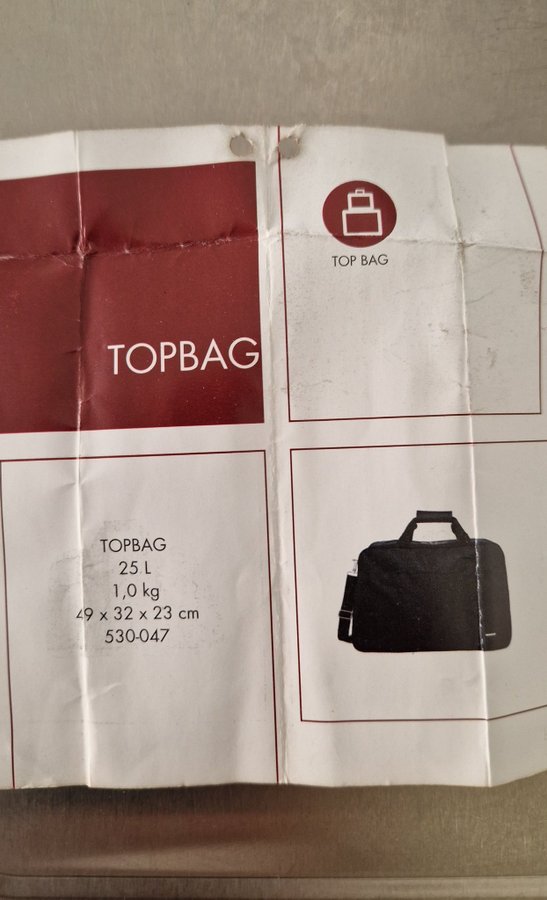 TOPBAG
TOP BAG
TOPBAG
25 L
1,0 kg
49 x 32 x 23 cm
530-047